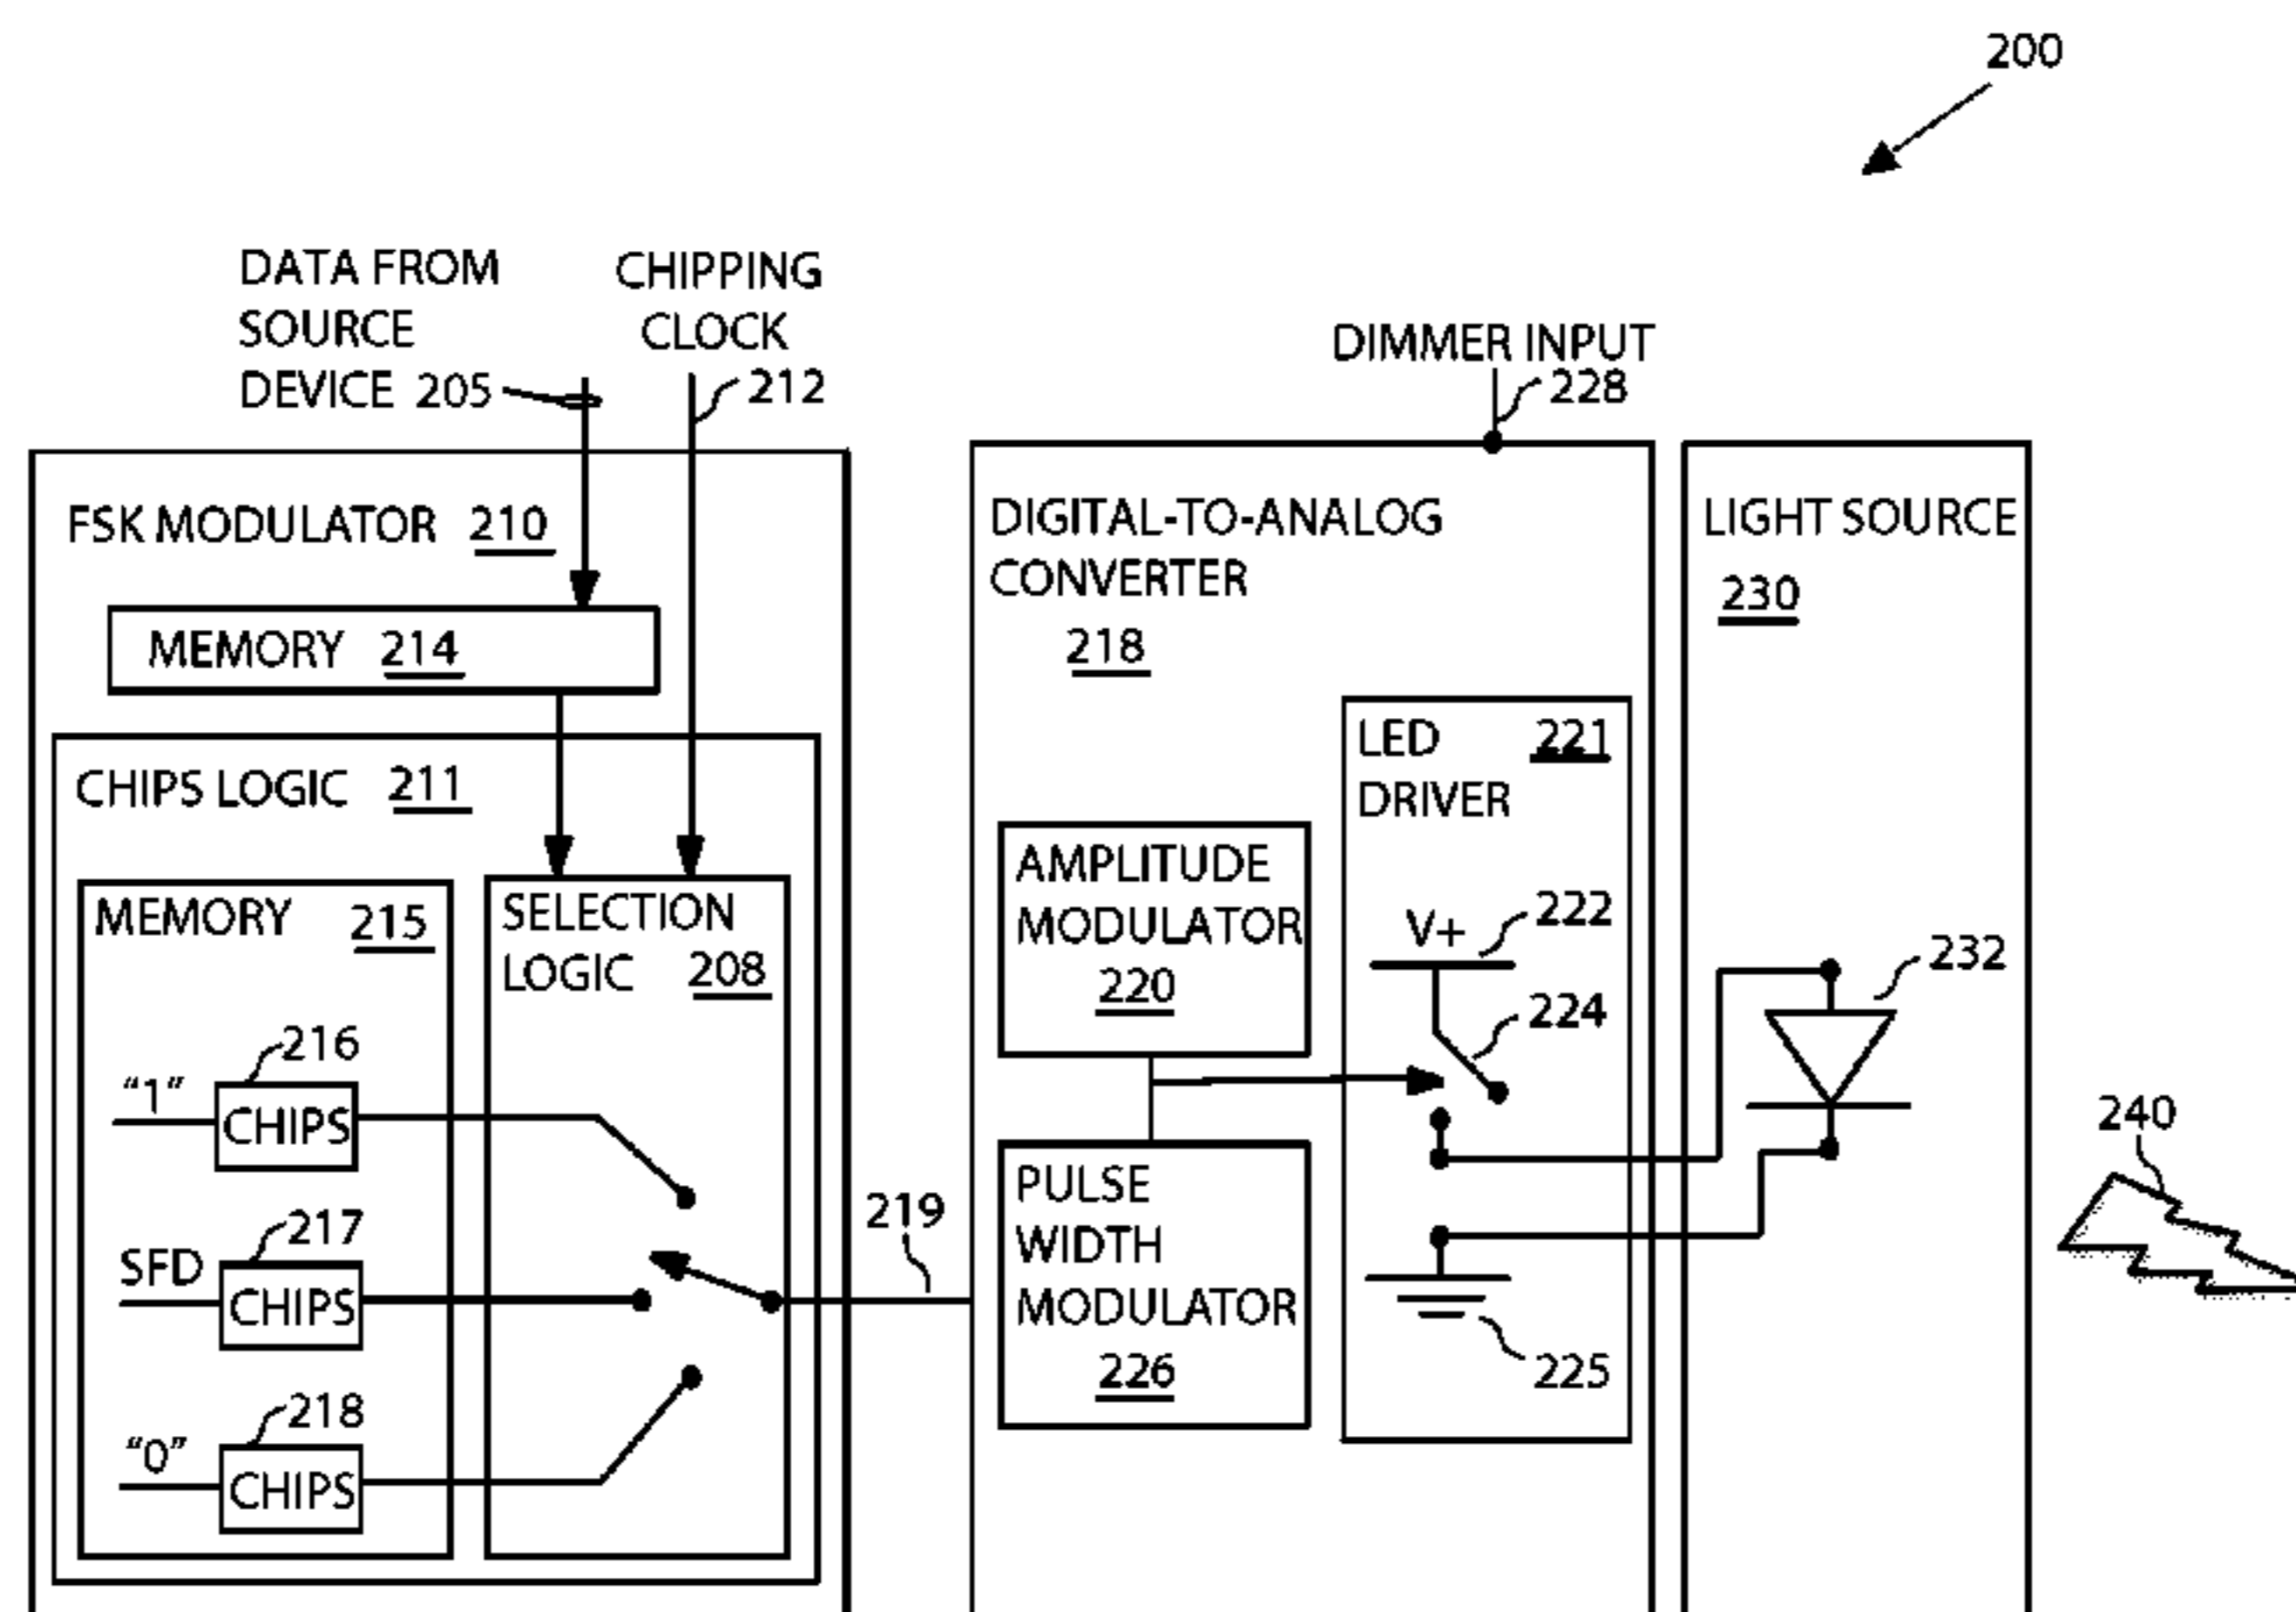 200
DATA FROM
SOURCE
DEVICE 205
CHIPPING
CLOCK
212
DIMMER INPUT
228
FSK MODULATOR 210
MEMORY 214
CHIPS LOGIC 211
MEMORY 215
SELECTION
LOGIC 208
216
"1"
CHIPS
217
SFD
CHIPS
218
"0"
CHIPS
219
DIGITAL-TO-ANALOG
CONVERTER
218
AMPLITUDE
MODULATOR
220
PULSE
WIDTH
MODULATOR
226
LED 221
DRIVER
V+
222
224
225
LIGHT SOURCE
230
232
240